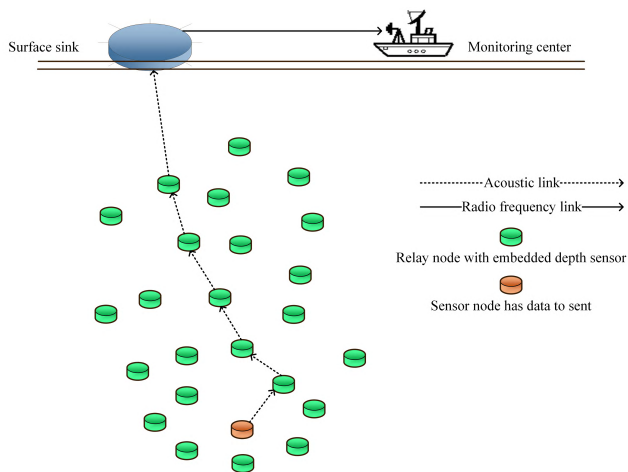 Surface sink
Monitoring center
Acoustic link
Radio frequency link
Relay node with embedded depth sensor
Sensor node has data to sent